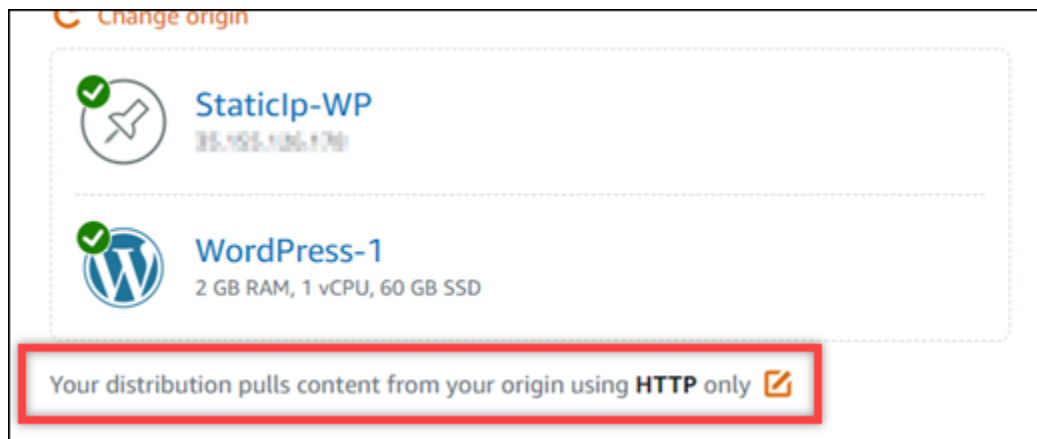 Change origin
StaticIp-WP
WordPress-1
2 GB RAM, 1 vCPU, 60 GB SSD
Your distribution pulls content from your origin using HTTP only